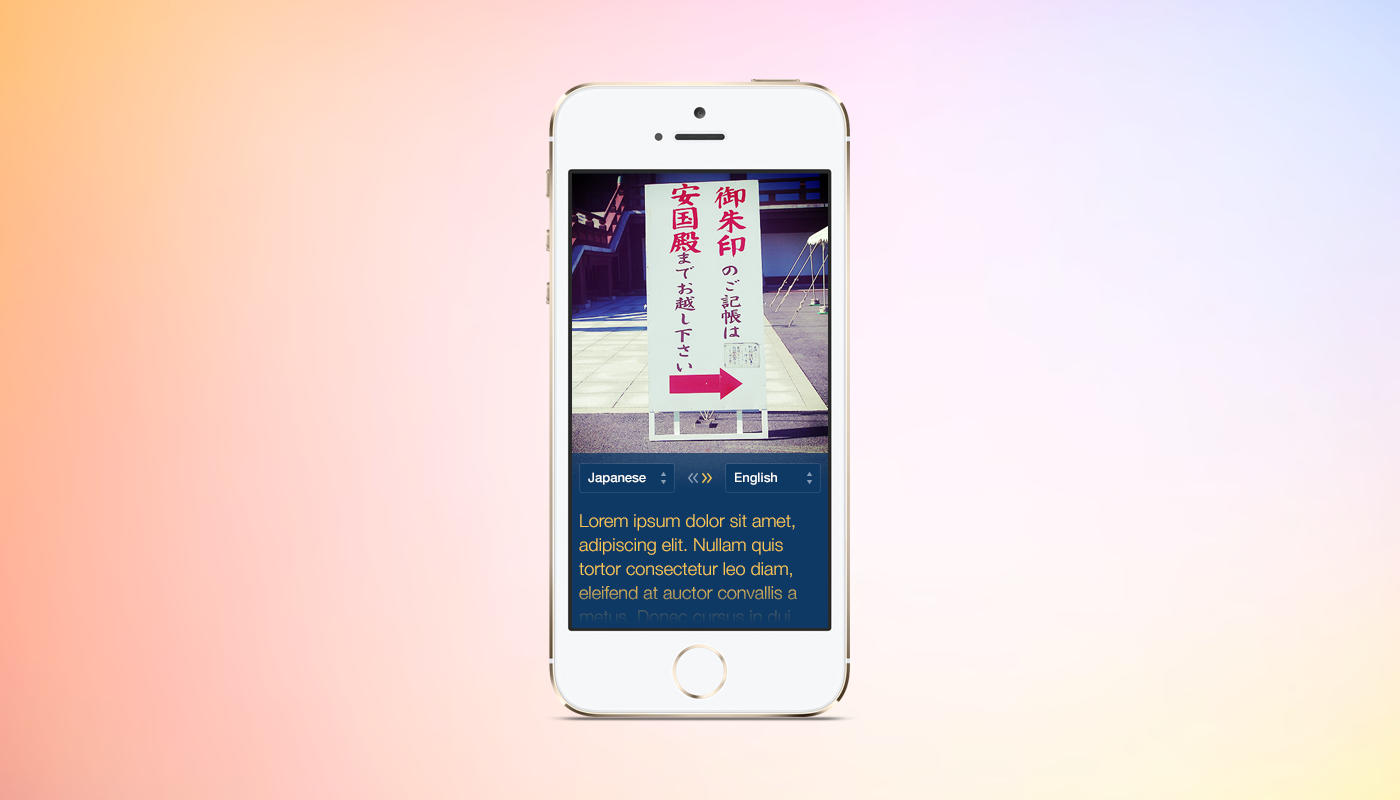 御朱印のご記帳は
安国殿までお越し下さい
Japanese
English
Lorem ipsum dolor sit amet,
adipiscing elit. Nullam quis
tortor consectetur leo diam,
eleifend at auctor convallis a
metus. Donec cursus in dui